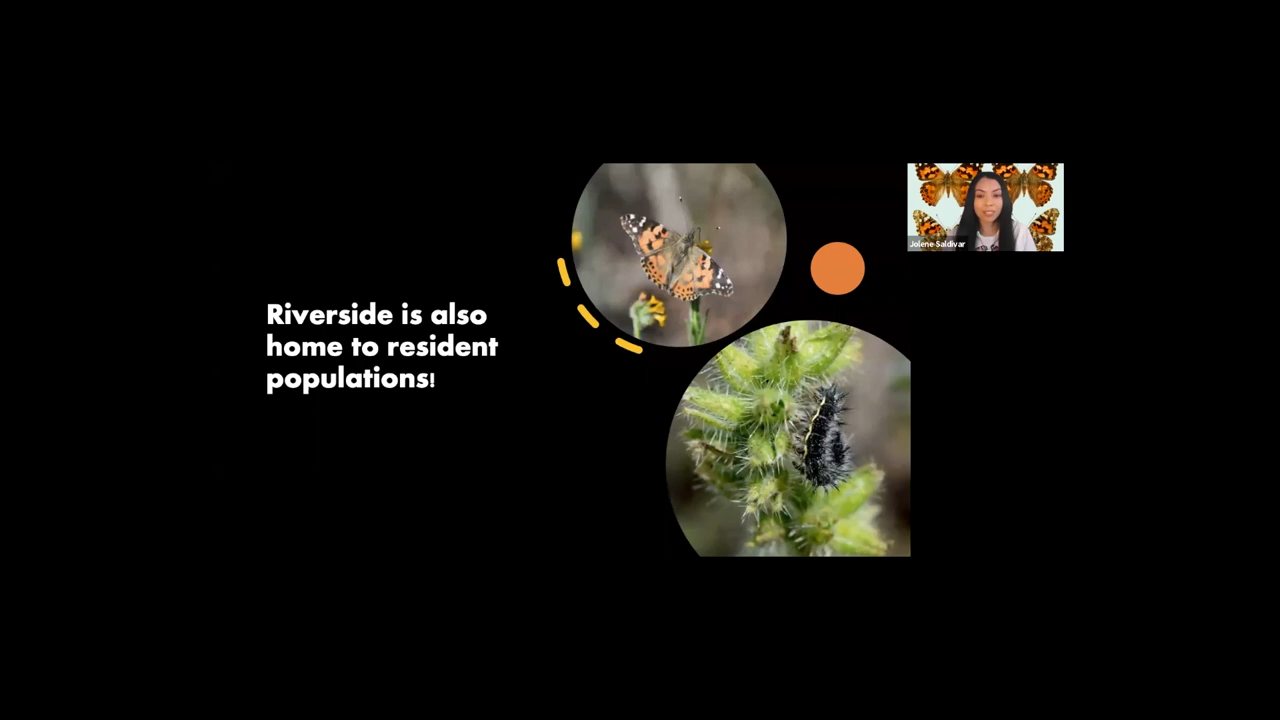 Riverside is also
home to resident
populations!
Jolene Saldivar